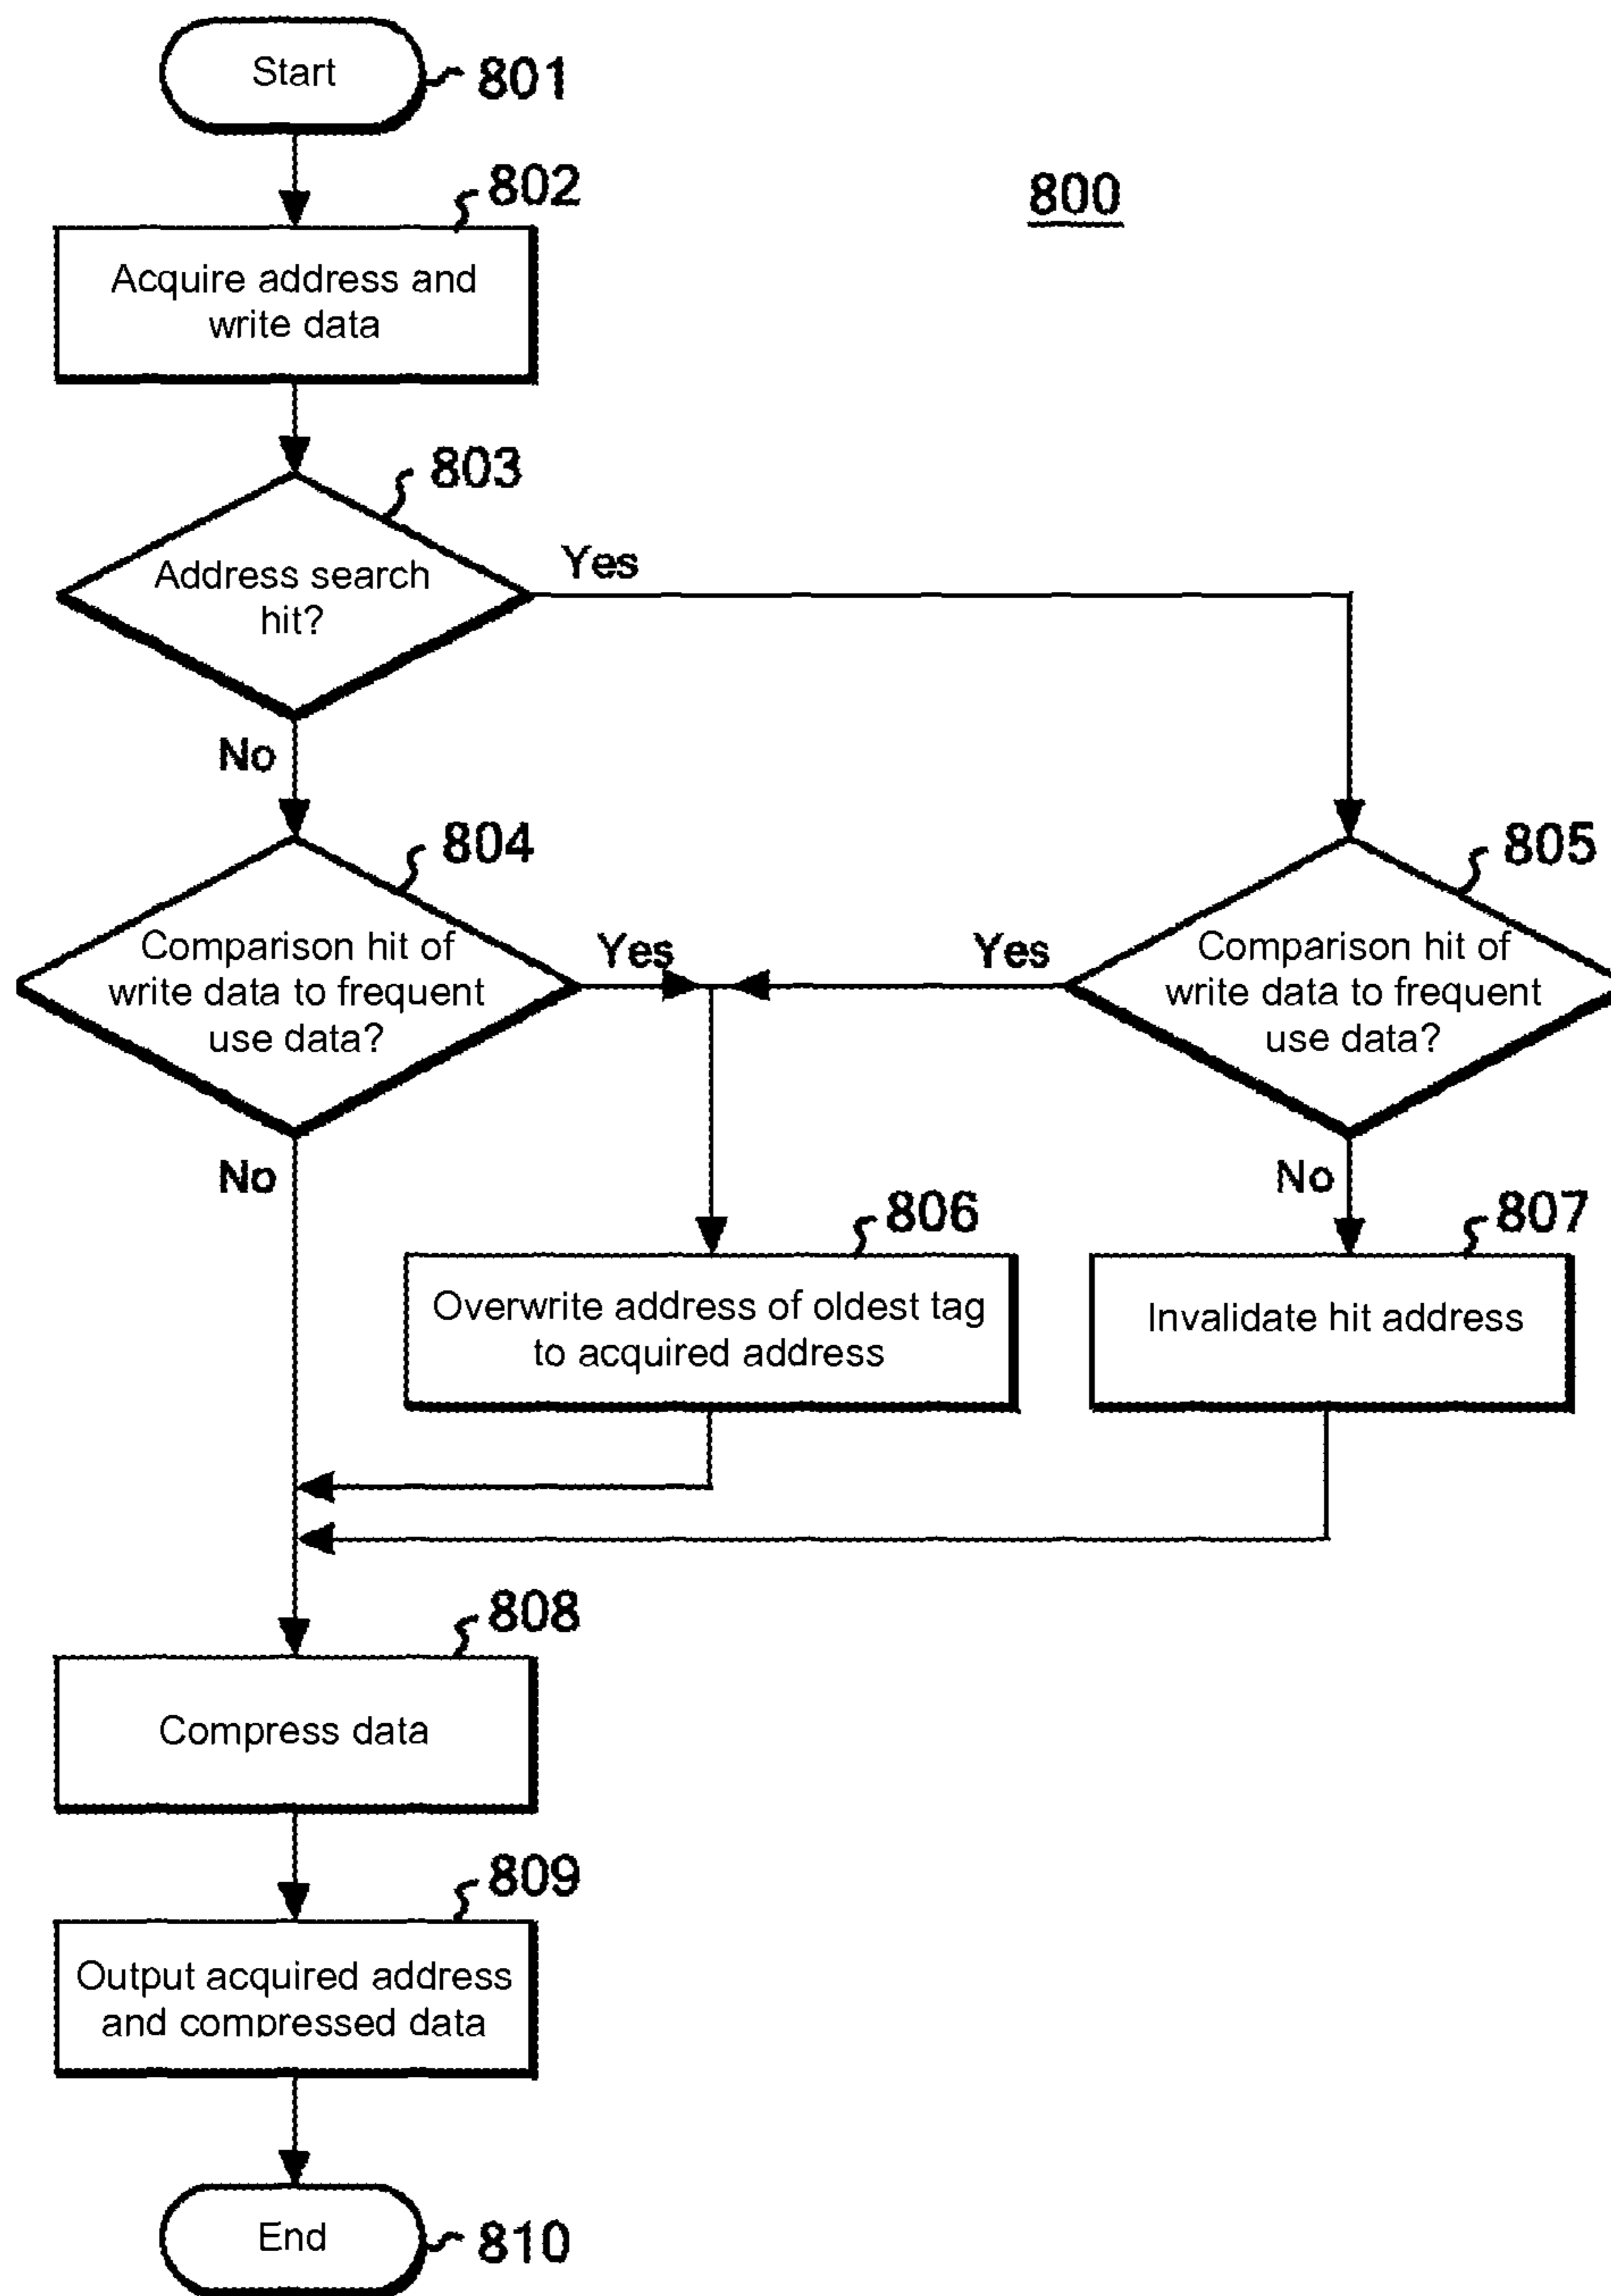 Start
801
802
800
Acquire address and
write data
803
Address search
hit?
Yes
No
804
805
Comparison hit of
write data to frequent
use data?
Yes
Yes
Comparison hit of
write data to frequent
use data?
No
No
806
807
Overwrite address of oldest tag
to acquired address
Invalidate hit address
808
Compress data
809
Output acquired address
and compressed data
End
810